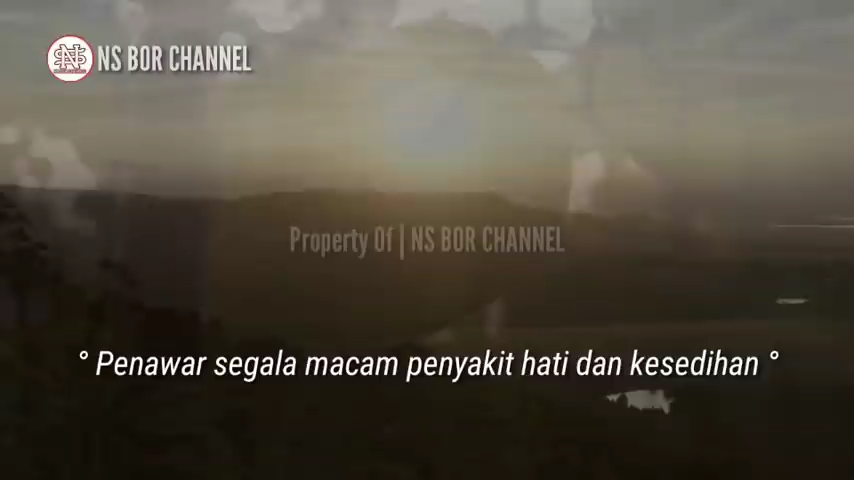 NS BOR CHANNEL
Property Of | NS BOR CHANNEL
° Penawar segala macam penyakit hati dan kesedihan °